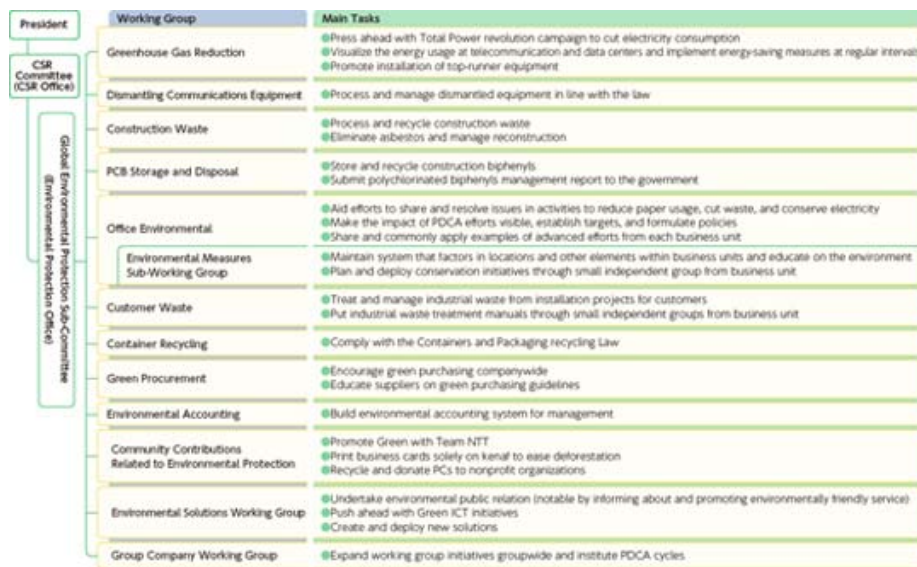 President
CSR
Committee
(CSR Office)
Global Environmental Protection Sub-Committee
(Environmental Protection Office)
Working Group
Main Tasks
Greenhouse Gas Reduction
Press ahead with Total Power revolution campaign to cut electricity consumption
Visualize the energy usage at telecommunication and data centers and implement energy-saving measures at regular intervals
Promote installation of top-runner equipment
Dismantling Communications Equipment
Process and manage dismantled equipment in line with the law
Construction Waste
Process and recycle construction waste
Eliminate asbestos and manage reconstruction
PCB Storage and Disposal
Store and recycle construction biphenyls
Submit polychlorinated biphenyls management report to the government
Office Environmental
Aid efforts to share and resolve issues in activities to reduce paper usage, cut waste, and conserve electricity
Make the impact of PDCA efforts visible, establish targets, and formulate policies
Share and commonly apply examples of advanced efforts from each business unit
Environmental Measures
Sub-Working Group
Maintain system that factors in locations and other elements within business units and educate on the environment
Plan and deploy conservation initiatives through small independent group from business unit
Customer Waste
Treat and manage industrial waste from installation projects for customers
Put industrial waste treatment manuals through small independent groups from business unit
Container Recycling
Comply with the Containers and Packaging recycling Law
Green Procurement
Encourage green purchasing companywide
Educate suppliers on green purchasing guidelines
Environmental Accounting
Build environmental accounting system for management
Community Contributions
Related to Environmental Protection
Promote Green with Team NTT
Print business cards solely on kenaf to ease deforestation
Recycle and donate PCs to nonprofit organizations
Environmental Solutions Working Group
Undertake environmental public relation (notable by informing about and promoting environmentally friendly service)
Push ahead with Green ICT initiatives
Create and deploy new solutions
Group Company Working Group
Expand working group initiatives groupwide and institute PDCA cycles